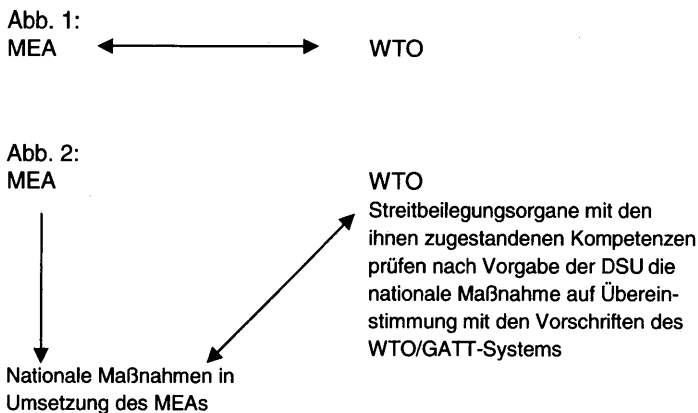 Abb. 1:
MEA
WTO
Abb. 2:
MEA
WTO
Streitbeilegungsorgane mit den
ihnen zugestandenen Kompetenzen
prüfen nach Vorgabe der DSU die
nationale Maßnahme auf Überein-
stimmung mit den Vorschriften des
WTO/GATT-Systems
Nationale Maßnahmen in
Umsetzung des MEAs